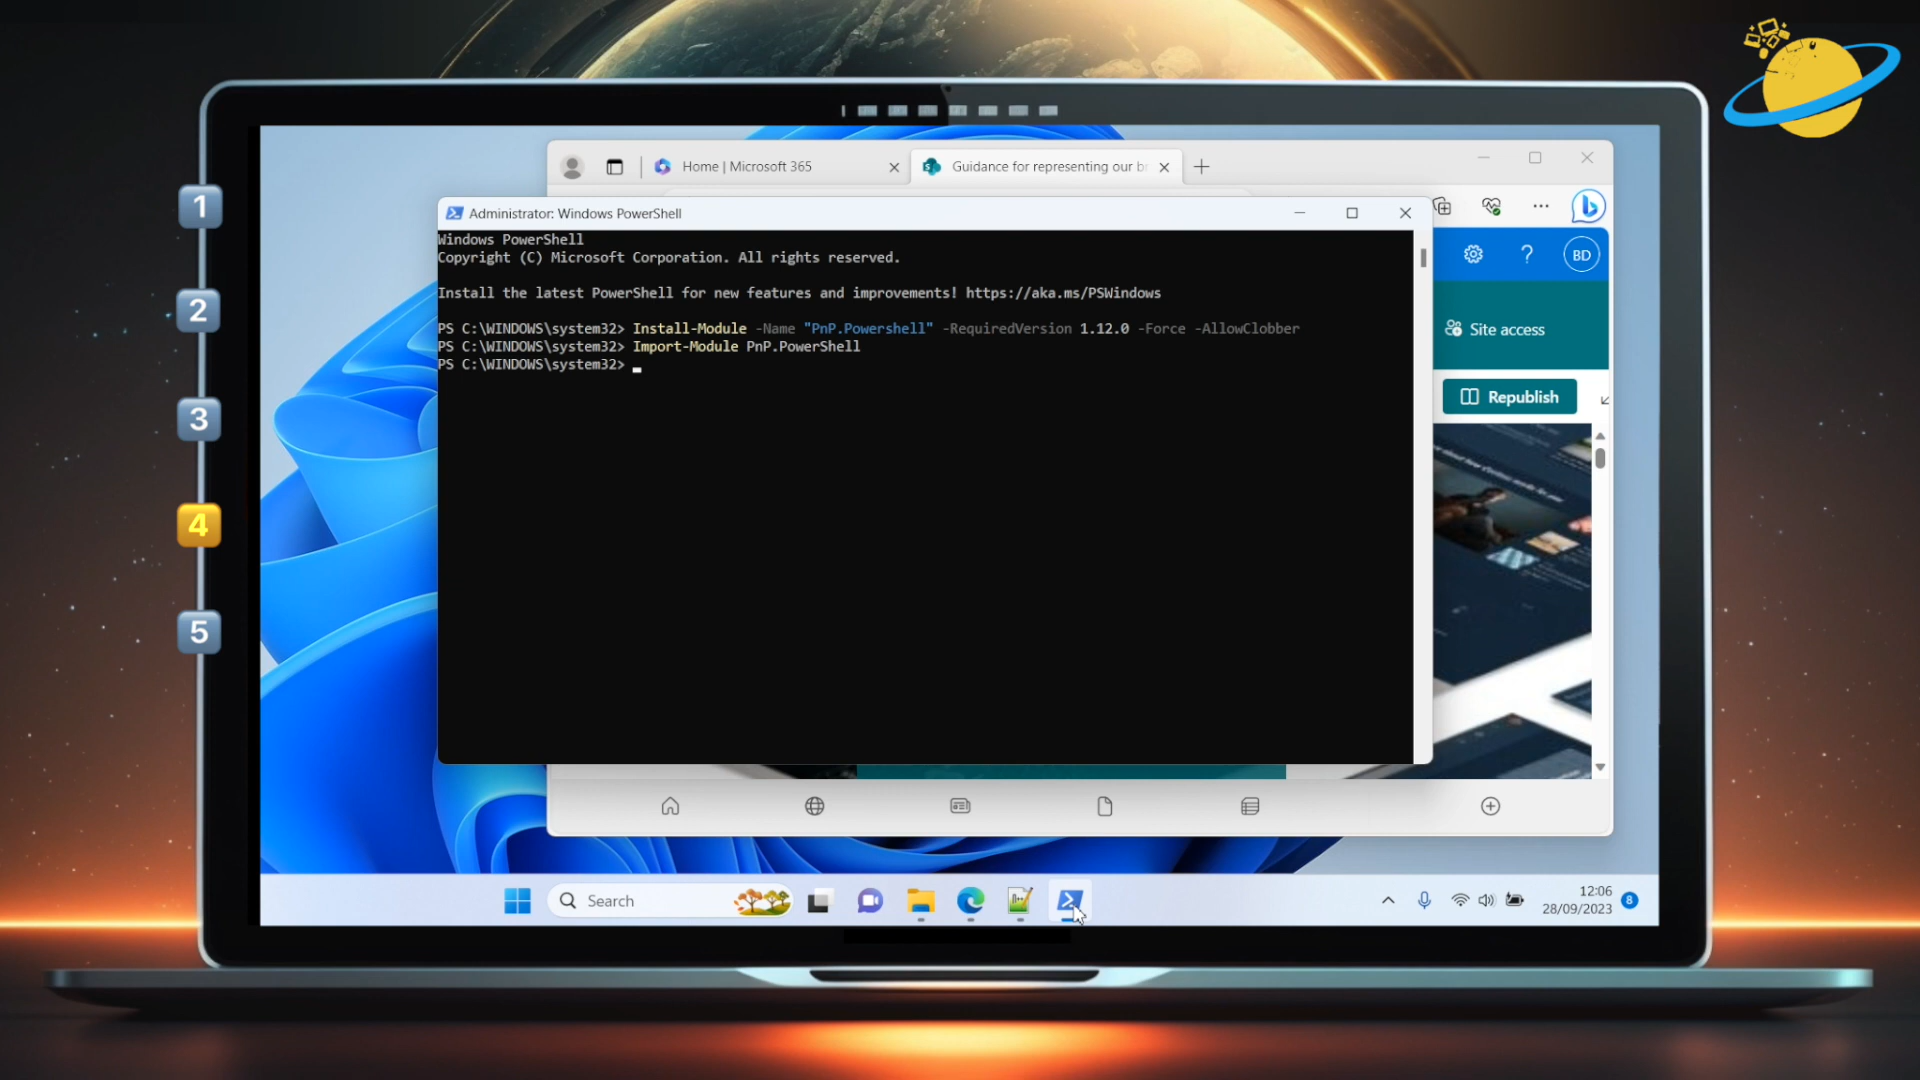 1
2
3
4
5
Home | Microsoft 365
Guidance for representing our br
Administrator: Windows PowerShell
Windows PowerShell
Copyright (C) Microsoft Corporation. All rights reserved.
Install the latest PowerShell for new features and improvements! https://aka.ms/PSWindows
PS C:\WINDOWS\system32> Install-Module -Name "PnP.Powershell" -RequiredVersion 1.12.0 -Force -AllowClobber
PS C:\WINDOWS\system32> Import-Module PnP.PowerShell
PS C:\WINDOWS\system32>
BD
Site access
Republish
Search
12:06
28/09/2023
8